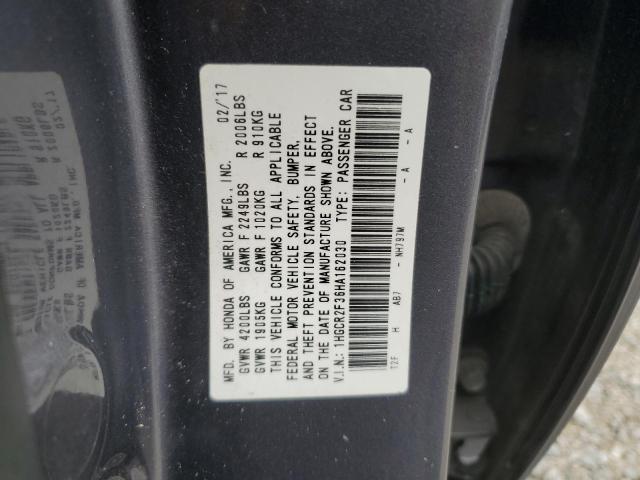 MFD. BY HONDA OF AMERICA MFG., INC. 02/'17
GVWR 4200LBS GAWR F 2249LBS R 2006LBS
GVWR 1905KG GAWR F 1020KG R 910KG
THIS VEHICLE CONFORMS TO ALL APPLICABLE
FEDERAL MOTOR VEHICLE SAFETY, BUMPER,
AND THEFT PREVENTION STANDARDS IN EFFECT
ON THE DATE OF MANUFACTURE SHOWN ABOVE.
V.I.N.: 1HGCR2F36HA162030 TYPE: PASSENGER CAR
T2F H AB7 - NH797M - A - A